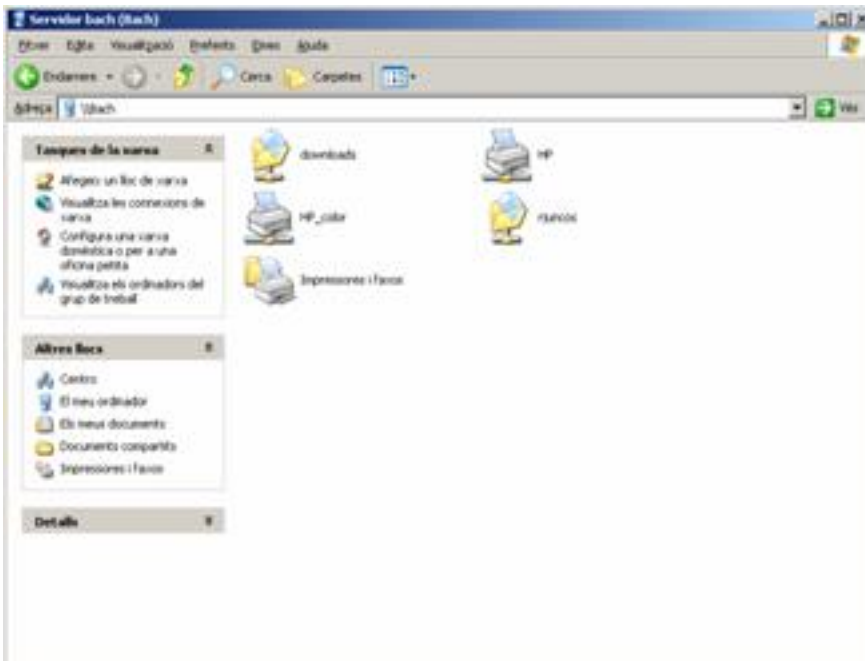 Servidor bach (Bach)
Fitxer Edita Visualització Preferits Eines Ajuda
Endarrere Cerca Carpetes
Adreça \\Bach Vés
Tasques de la xarxa
Afegeix un lloc de xarxa
Visualitza les connexions de xarxa
Configura una xarxa domèstica o per a una oficina petita
Visualitza els ordinadors del grup de treball
Altres llocs
Centro
El meu ordinador
Els meus documents
Documents compartits
Impressores i faxos
Detalls
downloads
HP
HP_color
rjuncos
Impressores i faxos